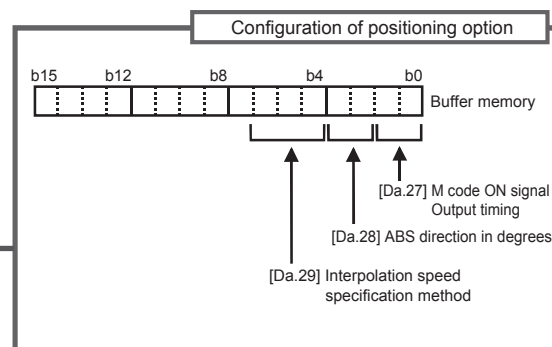 Configuration of positioning option
b15 b12 b8 b4 b0
Buffer memory
[Da.27] M code ON signal
Output timing
[Da.28] ABS direction in degrees
[Da.29] Interpolation speed
specification method